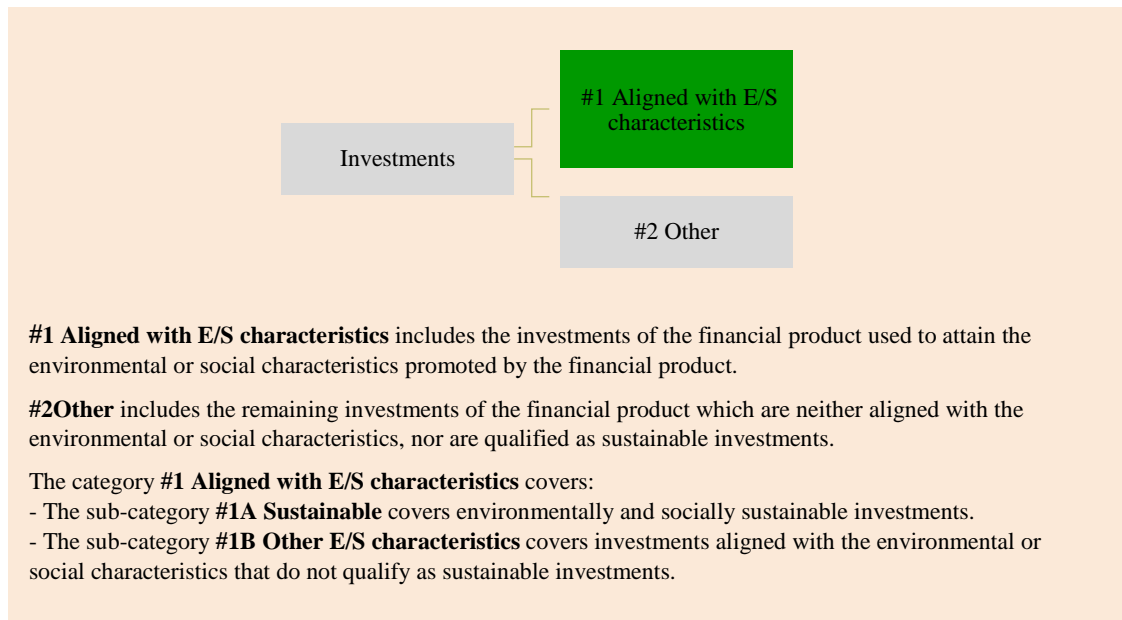 #1 Aligned with E/S
characteristics
Investments
#2 Other
#1 Aligned with E/S characteristics includes the investments of the financial product used to attain the
environmental or social characteristics promoted by the financial product.
#2Other includes the remaining investments of the financial product which are neither aligned with the
environmental or social characteristics, nor are qualified as sustainable investments.
The category #1 Aligned with E/S characteristics covers:
- The sub-category #1A Sustainable covers environmentally and socially sustainable investments.
- The sub-category #1B Other E/S characteristics covers investments aligned with the environmental or
social characteristics that do not qualify as sustainable investments.